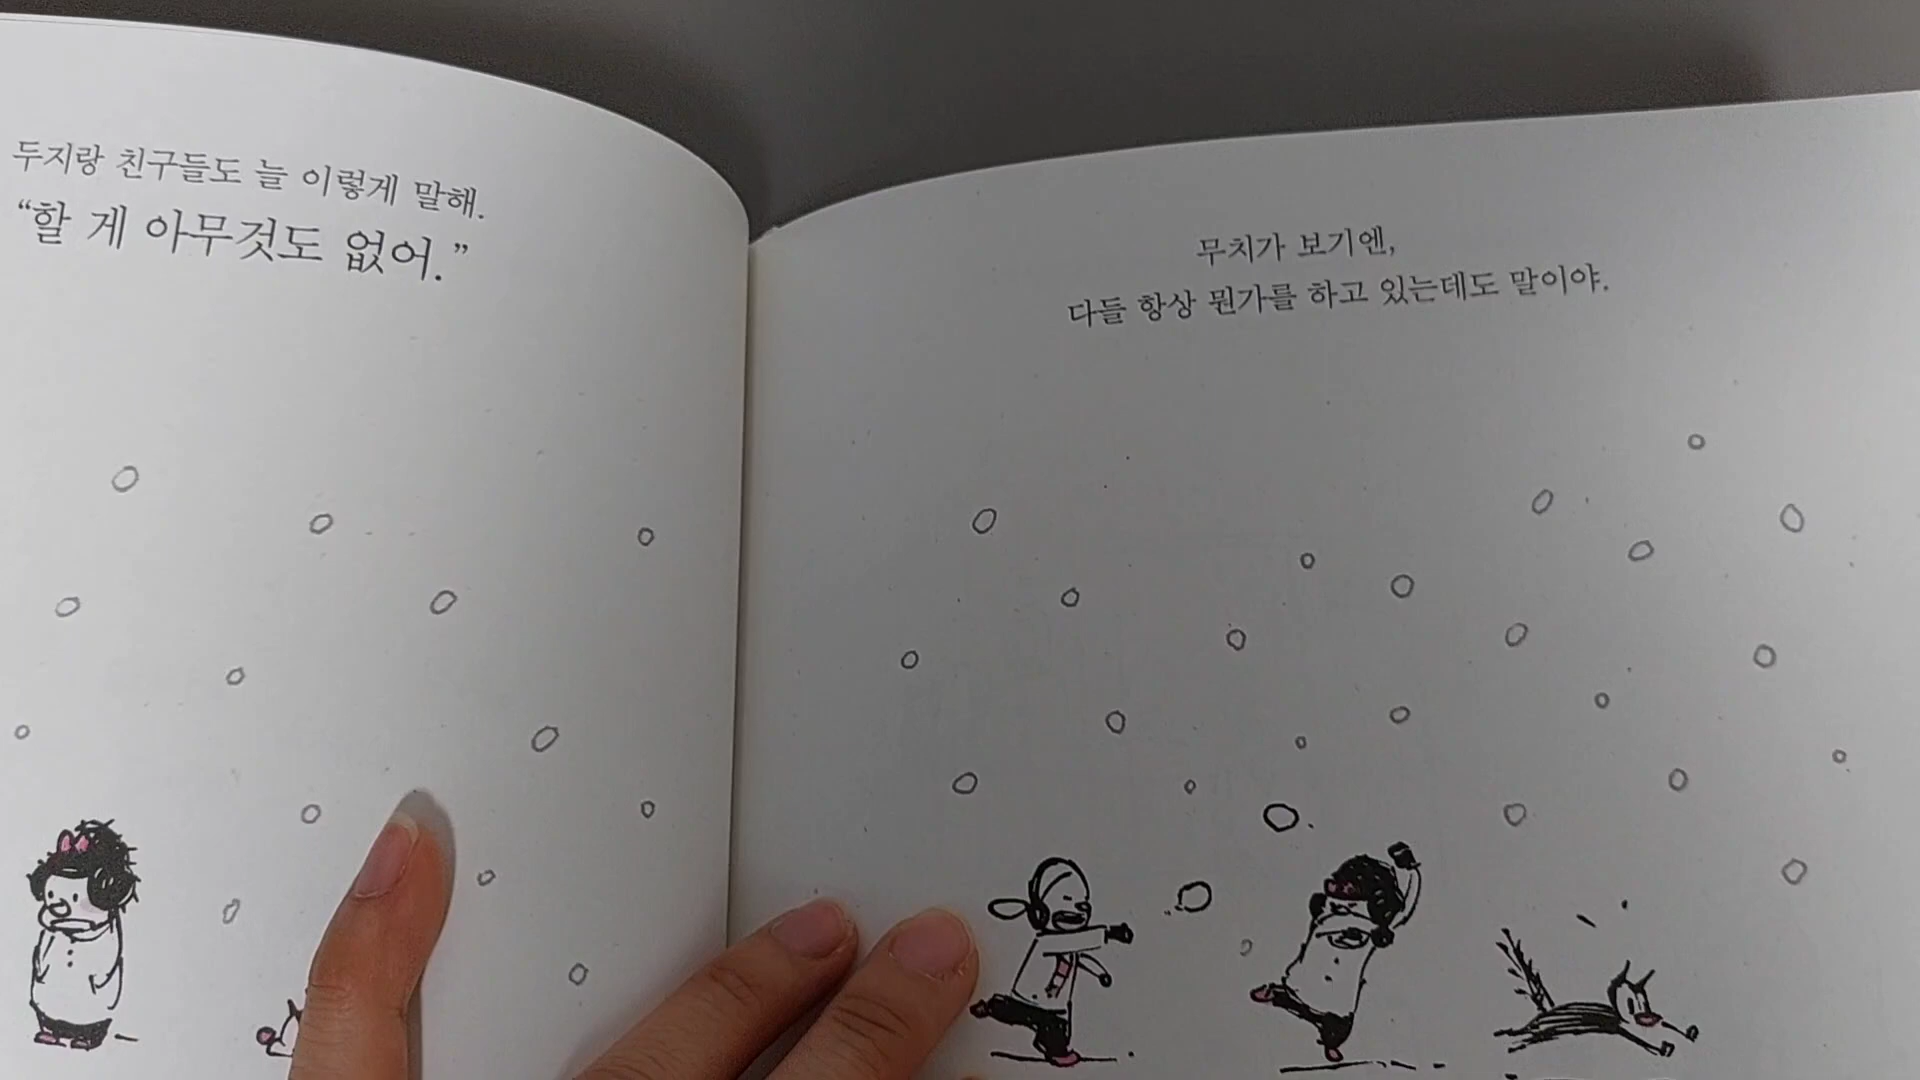 두지랑 친구들도 늘 이렇게 말해.
“할 게 아무것도 없어.”
무치가 보기엔,
다들 항상 뭔가를 하고 있는데도 말이야.